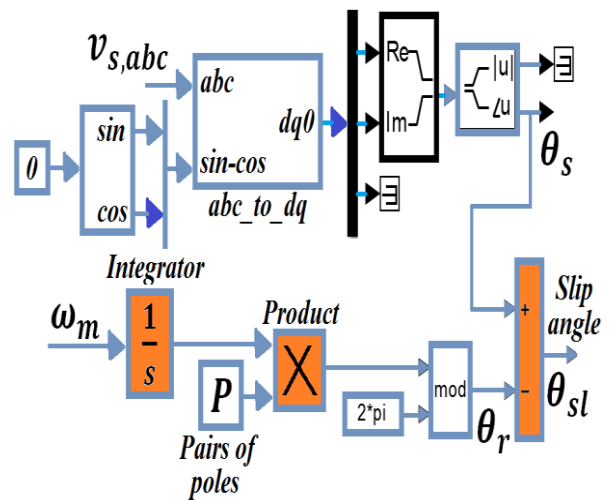 v_s,abc
abc
sin
0
cos
dq0
sin-cos
abc_to_dq
Re
Im
|u|
∠u
θ_s
Integrator
ω_m
1
s
Product
X
P
Pairs of
poles
2*pi
mod
θ_r
+
−
Slip
angle
θ_sl